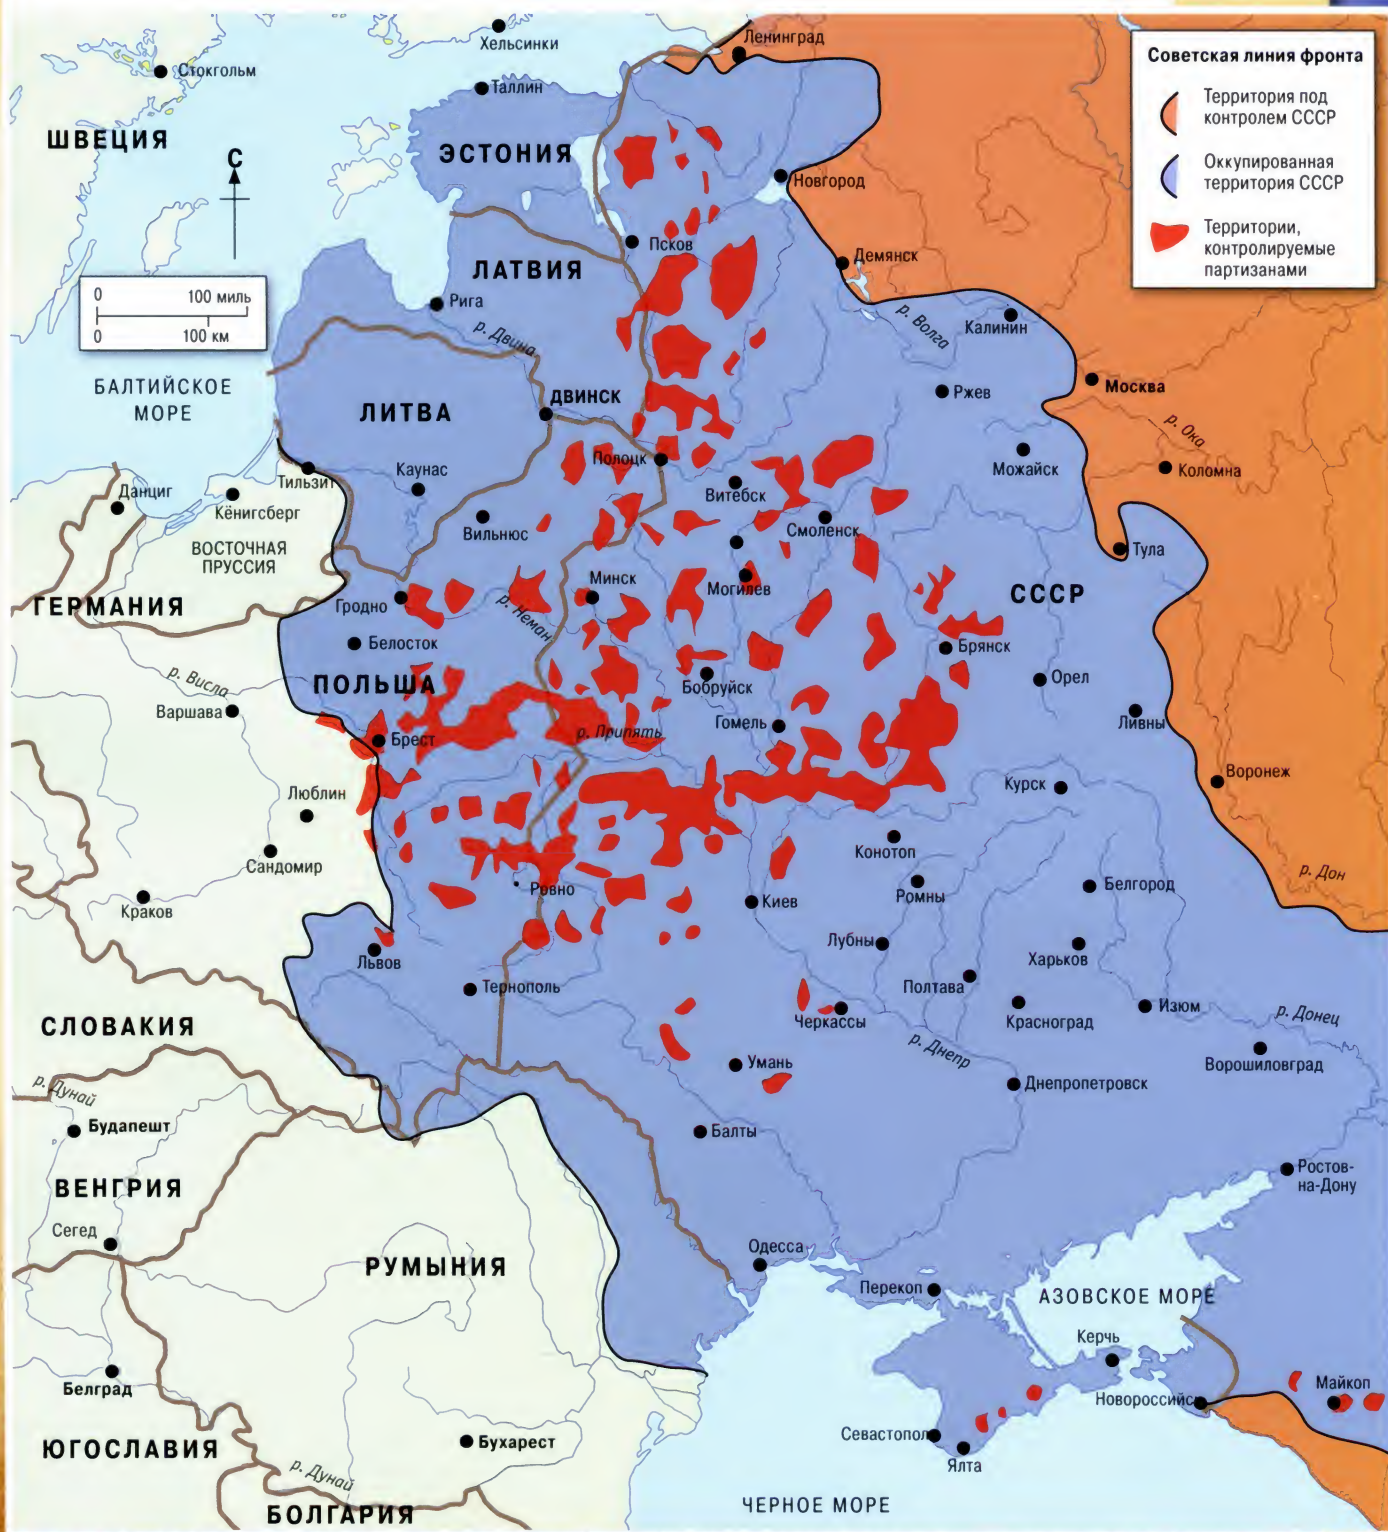 Советская линия фронта
Территория под
контролем СССР
Оккупированная
территория СССР
Территории,
контролируемые
партизанами
Хельсинки
Ленинград
Стокгольм
Таллин
ШВЕЦИЯ
С
ЭСТОНИЯ
Новгород
Псков
Демянск
ЛАТВИЯ
0
100 миль
0
100 км
Рига
р. Двина
р. Волга
Калинин
БАЛТИЙСКОЕ
МОРЕ
ЛИТВА
ДВИНСК
Ржев
Москва
р. Ока
Полоцк
Можайск
Коломна
Тильзит
Каунас
Данциг
Кёнигсберг
Витебск
Вильнюс
Смоленск
ВОСТОЧНАЯ
ПРУССИЯ
Тула
ГЕРМАНИЯ
Гродно
Минск
Могилев
СССР
р. Неман
Белосток
Брянск
р. Висла
ПОЛЬША
Бобруйск
Орел
Варшава
Гомель
Ливны
Брест
р. Припять
Люблин
Курск
Воронеж
Сандомир
Конотоп
р. Дон
Краков
Ровно
Киев
Ромны
Белгород
Львов
Лубны
Харьков
Тернополь
Полтава
СЛОВАКИЯ
Черкассы
Красноград
Изюм
р. Донец
р. Днепр
Ворошиловград
р. Дунай
Умань
Днепропетровск
Будапешт
Балты
ВЕНГРИЯ
Ростов-
на-Дону
Сегед
РУМЫНИЯ
Одесса
Перекоп
АЗОВСКОЕ МОРЕ
Керчь
Белград
Новороссийск
Майкоп
ЮГОСЛАВИЯ
Бухарест
Севастополь
Ялта
р. Дунай
БОЛГАРИЯ
ЧЕРНОЕ МОРЕ